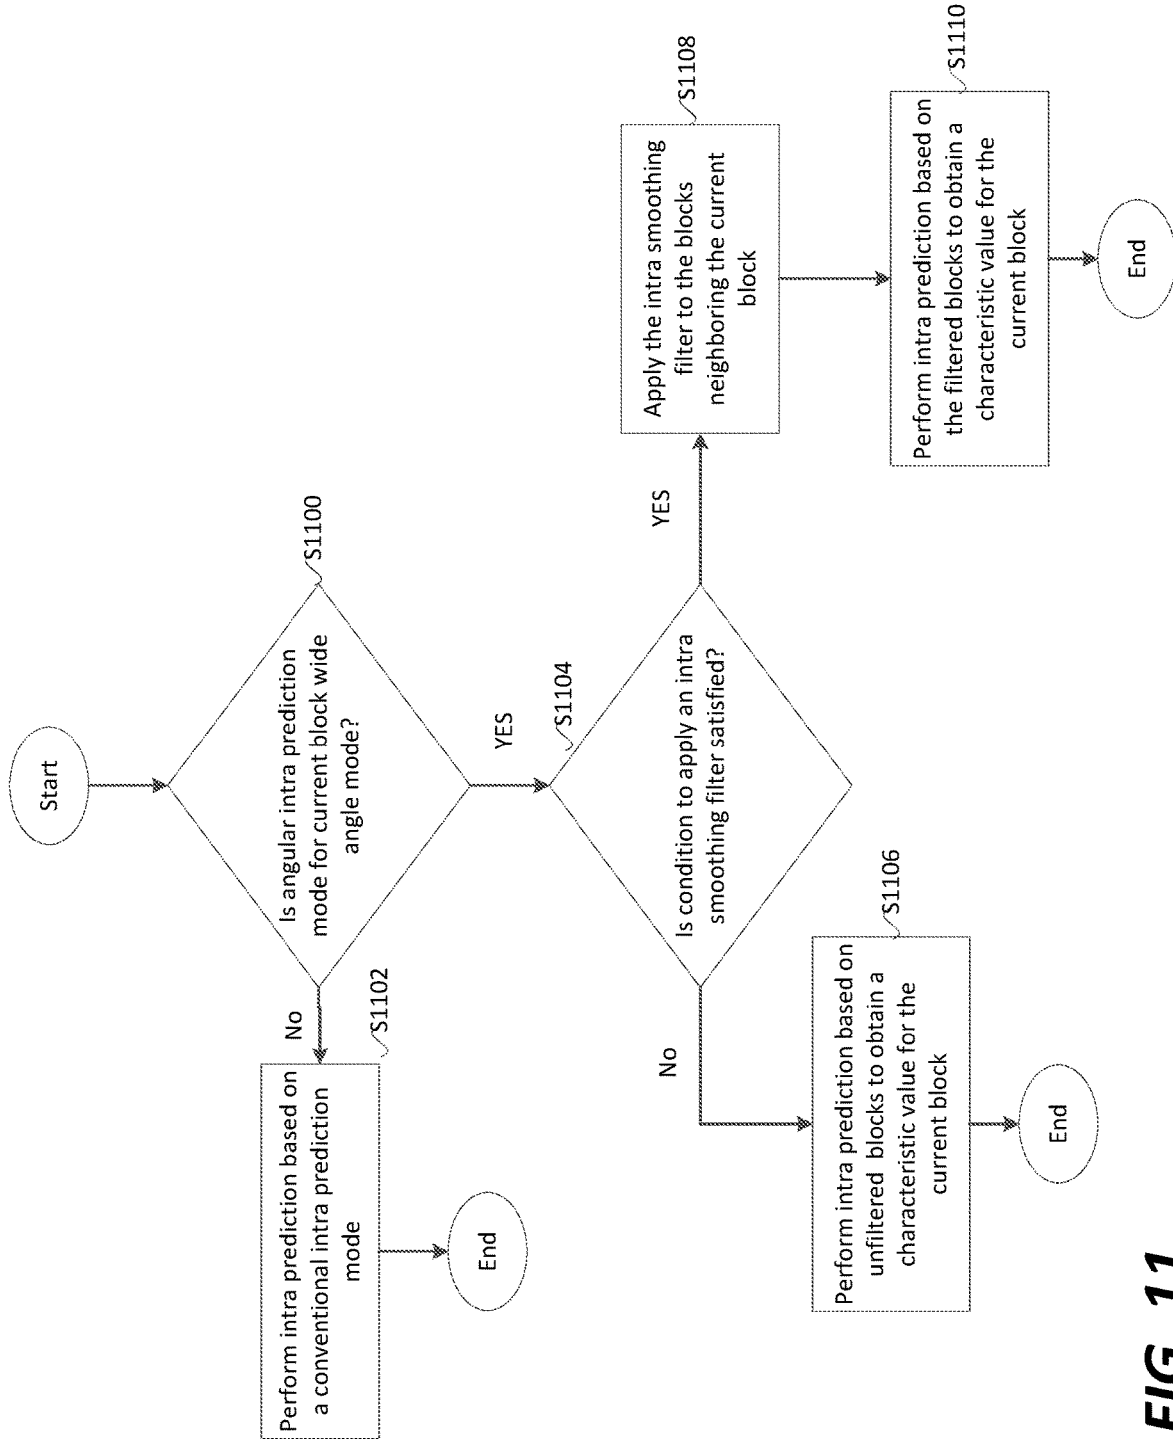 Start
Is angular intra prediction
mode for current block wide
angle mode?
S1100
No
YES
Perform intra prediction based on
a conventional intra prediction
mode
S1102
End
Is condition to apply an intra
smoothing filter satisfied?
S1104
No
YES
Perform intra prediction based on
unfiltered blocks to obtain a
characteristic value for the
current block
S1106
End
Apply the intra smoothing
filter to the blocks
neighboring the current
block
S1108
Perform intra prediction based on
the filtered blocks to obtain a
characteristic value for the
current block
S1110
End
FIG. 11